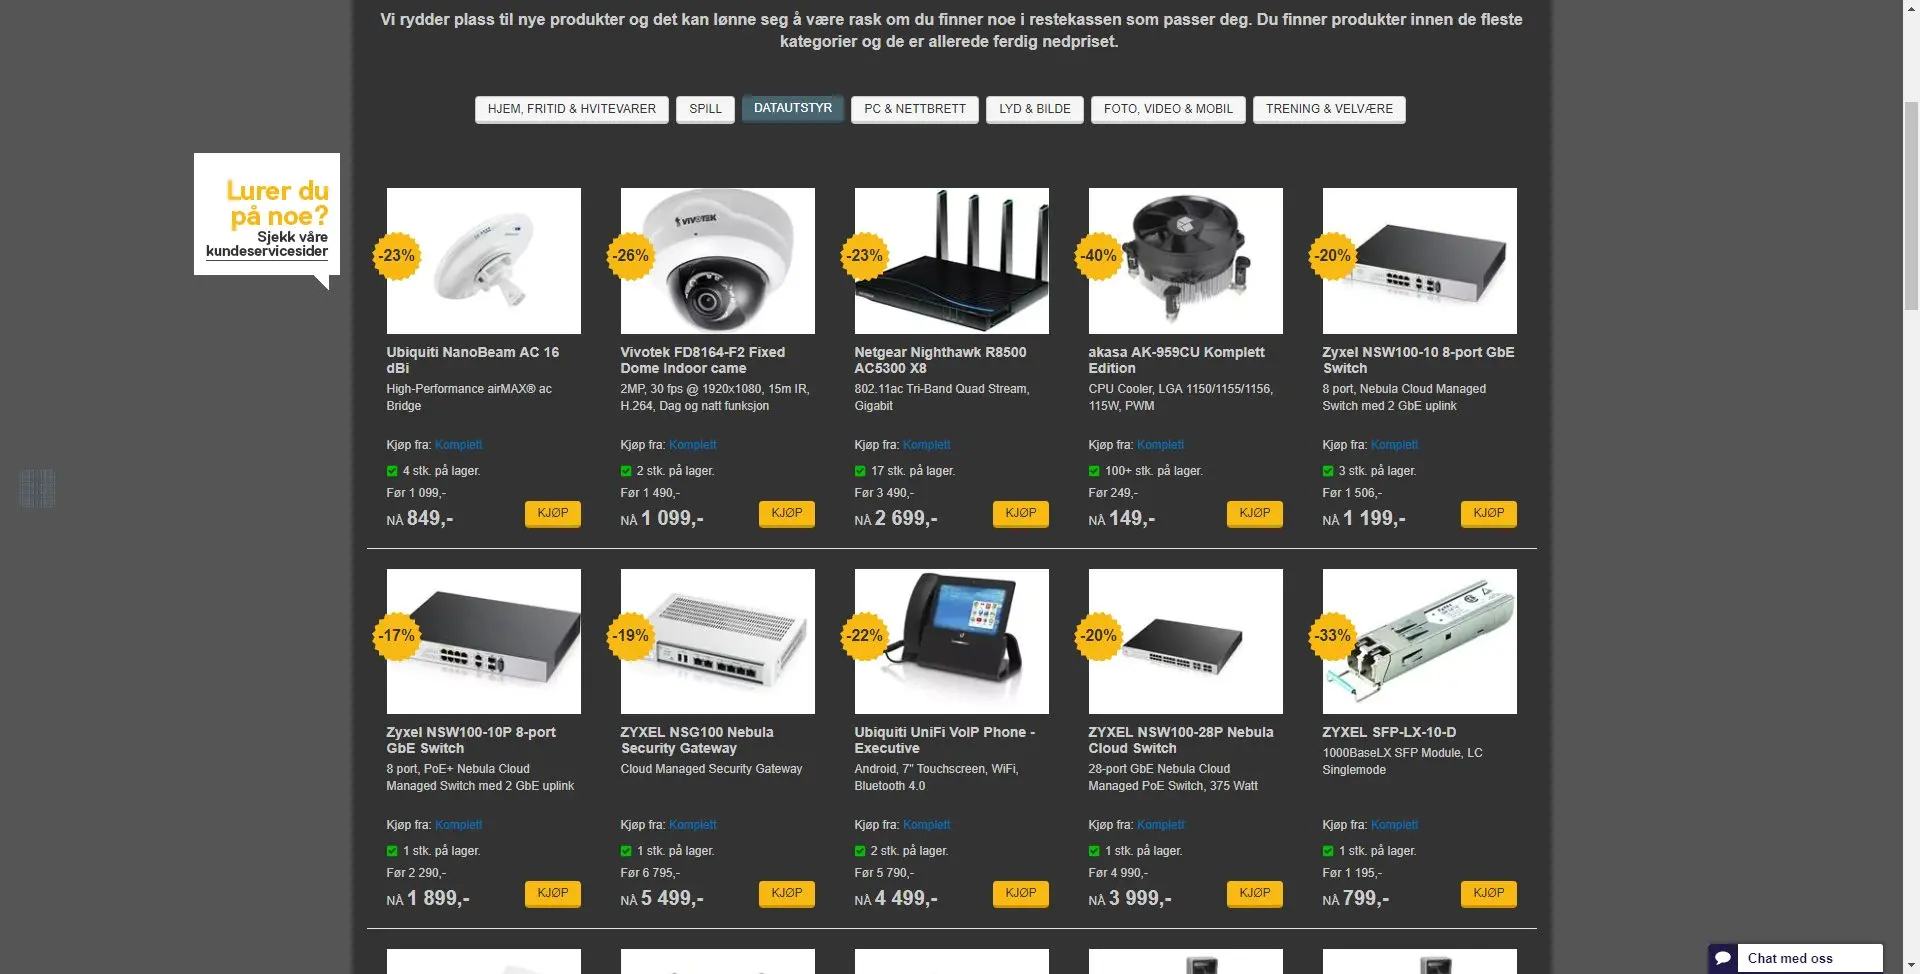 Vi rydder plass til nye produkter og det kan lønne seg å være rask om du finner noe i restekassen som passer deg. Du finner produkter innen de fleste
kategorier og de er allerede ferdig nedpriset.
HJEM, FRITID & HVITEVARER
SPILL
DATAUTSTYR
PC & NETTBRETT
LYD & BILDE
FOTO, VIDEO & MOBIL
TRENING & VELVÆRE
Lurer du
på noe?
Sjekk våre
kundeservicesider
-23%
Ubiquiti NanoBeam AC 16
dBi
High-Performance airMAX® ac
Bridge
Kjøp fra: Komplett
4 stk. på lager.
Før 1 099,-
NÅ 849,-
KJØP
-26%
VIVOTEK
Vivotek FD8164-F2 Fixed
Dome Indoor came
2MP, 30 fps @ 1920x1080, 15m IR,
H.264, Dag og natt funksjon
Kjøp fra: Komplett
2 stk. på lager.
Før 1 490,-
NÅ 1 099,-
KJØP
-23%
Netgear Nighthawk R8500
AC5300 X8
802.11ac Tri-Band Quad Stream,
Gigabit
Kjøp fra: Komplett
17 stk. på lager.
Før 3 490,-
NÅ 2 699,-
KJØP
-40%
akasa AK-959CU Komplett
Edition
CPU Cooler, LGA 1150/1155/1156,
115W, PWM
Kjøp fra: Komplett
100+ stk. på lager.
Før 249,-
NÅ 149,-
KJØP
-20%
Zyxel NSW100-10 8-port GbE
Switch
8 port, Nebula Cloud Managed
Switch med 2 GbE uplink
Kjøp fra: Komplett
3 stk. på lager.
Før 1 506,-
NÅ 1 199,-
KJØP
-17%
Zyxel NSW100-10P 8-port
GbE Switch
8 port, PoE+ Nebula Cloud
Managed Switch med 2 GbE uplink
Kjøp fra: Komplett
1 stk. på lager.
Før 2 290,-
NÅ 1 899,-
KJØP
-19%
ZYXEL NSG100 Nebula
Security Gateway
Cloud Managed Security Gateway
Kjøp fra: Komplett
1 stk. på lager.
Før 6 795,-
NÅ 5 499,-
KJØP
-22%
Ubiquiti UniFi VoIP Phone -
Executive
Android, 7" Touchscreen, WiFi,
Bluetooth 4.0
Kjøp fra: Komplett
2 stk. på lager.
Før 5 790,-
NÅ 4 499,-
KJØP
-20%
ZYXEL NSW100-28P Nebula
Cloud Switch
28-port GbE Nebula Cloud
Managed PoE Switch, 375 Watt
Kjøp fra: Komplett
1 stk. på lager.
Før 4 990,-
NÅ 3 999,-
KJØP
-33%
ZYXEL SFP-LX-10-D
1000BaseLX SFP Module, LC
Singlemode
Kjøp fra: Komplett
1 stk. på lager.
Før 1 195,-
NÅ 799,-
KJØP
Chat med oss